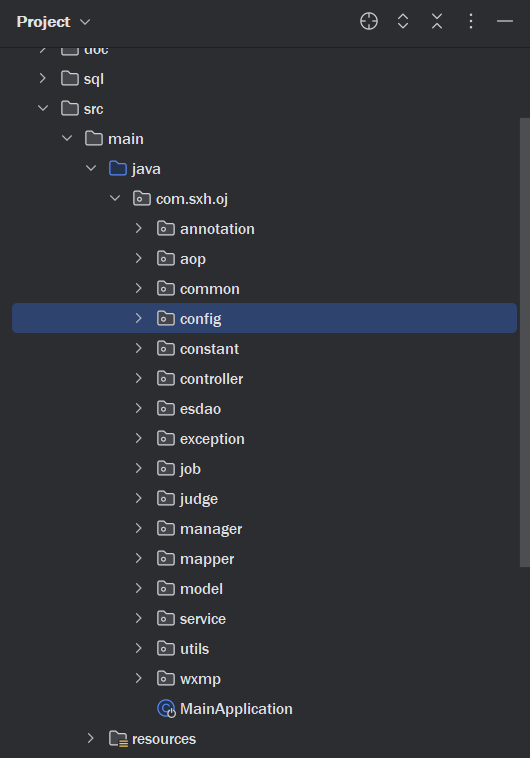 Project
doc
sql
src
main
java
com.sxh.oj
annotation
aop
common
config
constant
controller
esdao
exception
job
judge
manager
mapper
model
service
utils
wxmp
MainApplication
resources